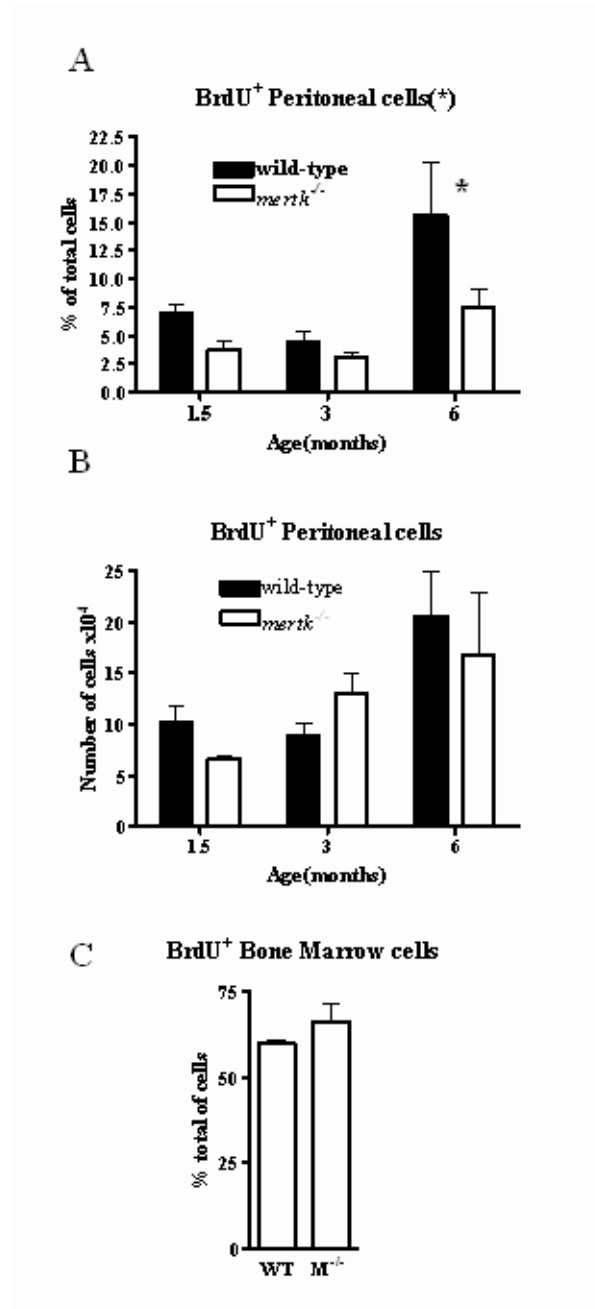 A
BrdU⁺ Peritoneal cells(*)
% of total cells
22.5
20.0
17.5
15.0
12.5
10.0
7.5
5.0
2.5
0.0
wild-type
mertk⁻/⁻
*
1.5 3 6
Age(months)
B
BrdU⁺ Peritoneal cells
Number of cells x10⁴
25
20
15
10
5
0
wild-type
mertk⁻/⁻
1.5 3 6
Age(months)
C
BrdU⁺ Bone Marrow cells
% total of cells
75
50
25
0
WT M⁻/⁻